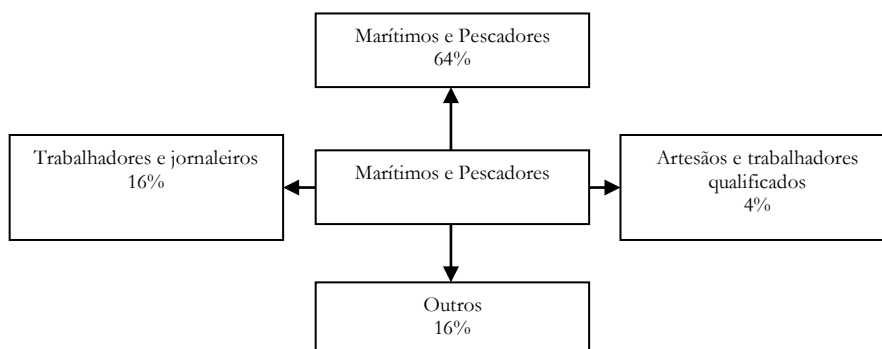 Marítimos e Pescadores
64%
Trabalhadores e jornaleiros
16%
Marítimos e Pescadores
Artesãos e trabalhadores
qualificados
4%
Outros
16%